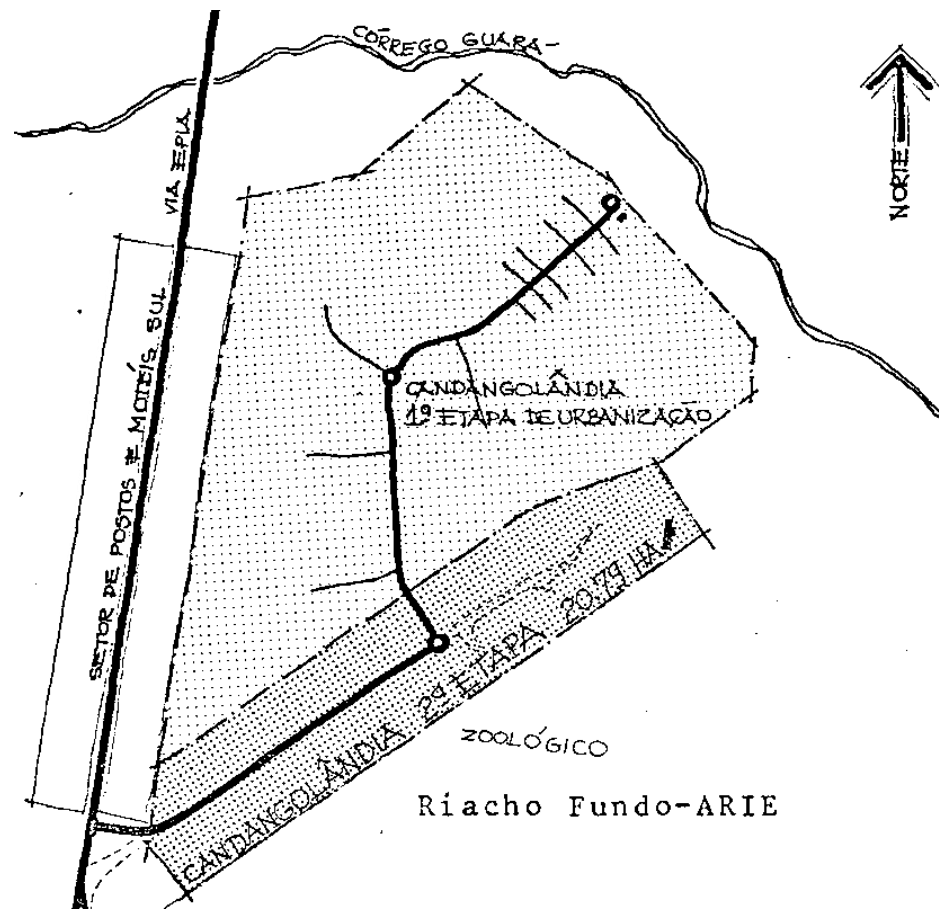 CÓRREGO GUARÁ
NORTE
VIA EPIA
SETOR DE POSTOS E MOTÉIS SUL
CANDANGOLÂNDIA
1ª ETAPA DE URBANIZAÇÃO
CANDANGOLÂNDIA 2ª ETAPA 20.79 HA
ZOOLÓGICO
Riacho Fundo-ARIE